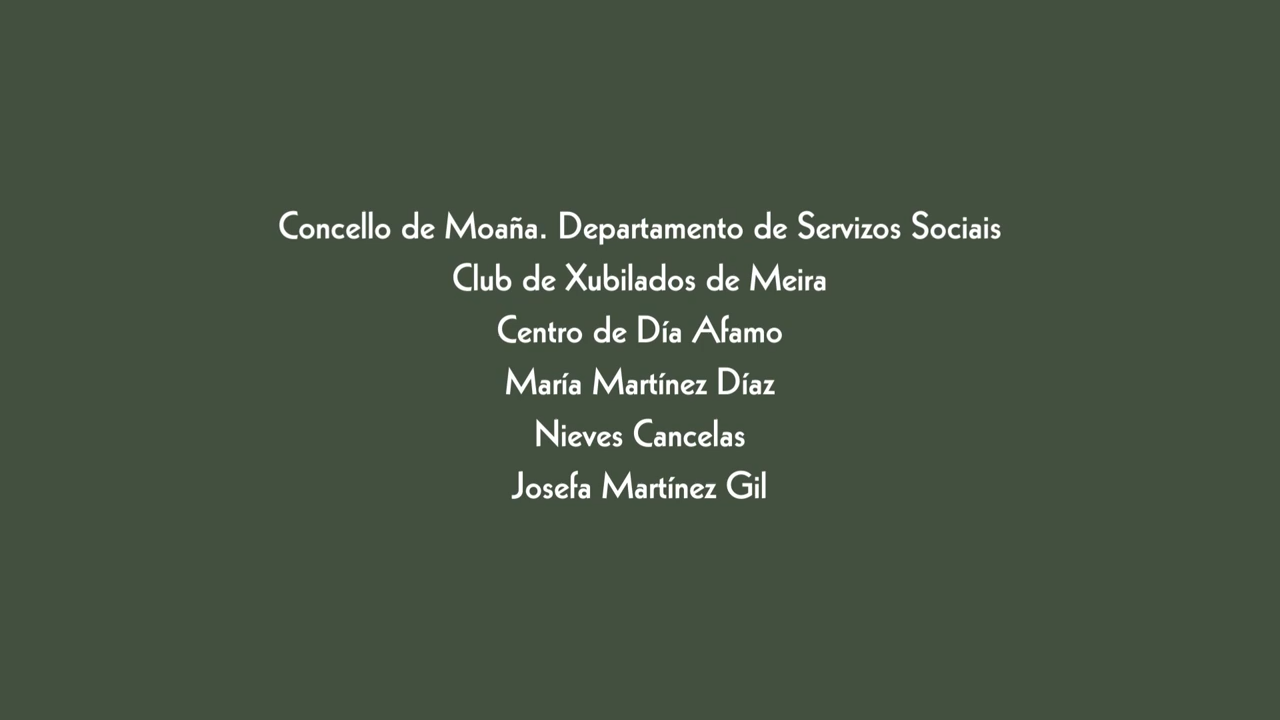 Concello de Moaña. Departamento de Servizos Sociais
Club de Xubilados de Meira
Centro de Día Afamo
María Martínez Díaz
Nieves Cancelas
Josefa Martínez Gil